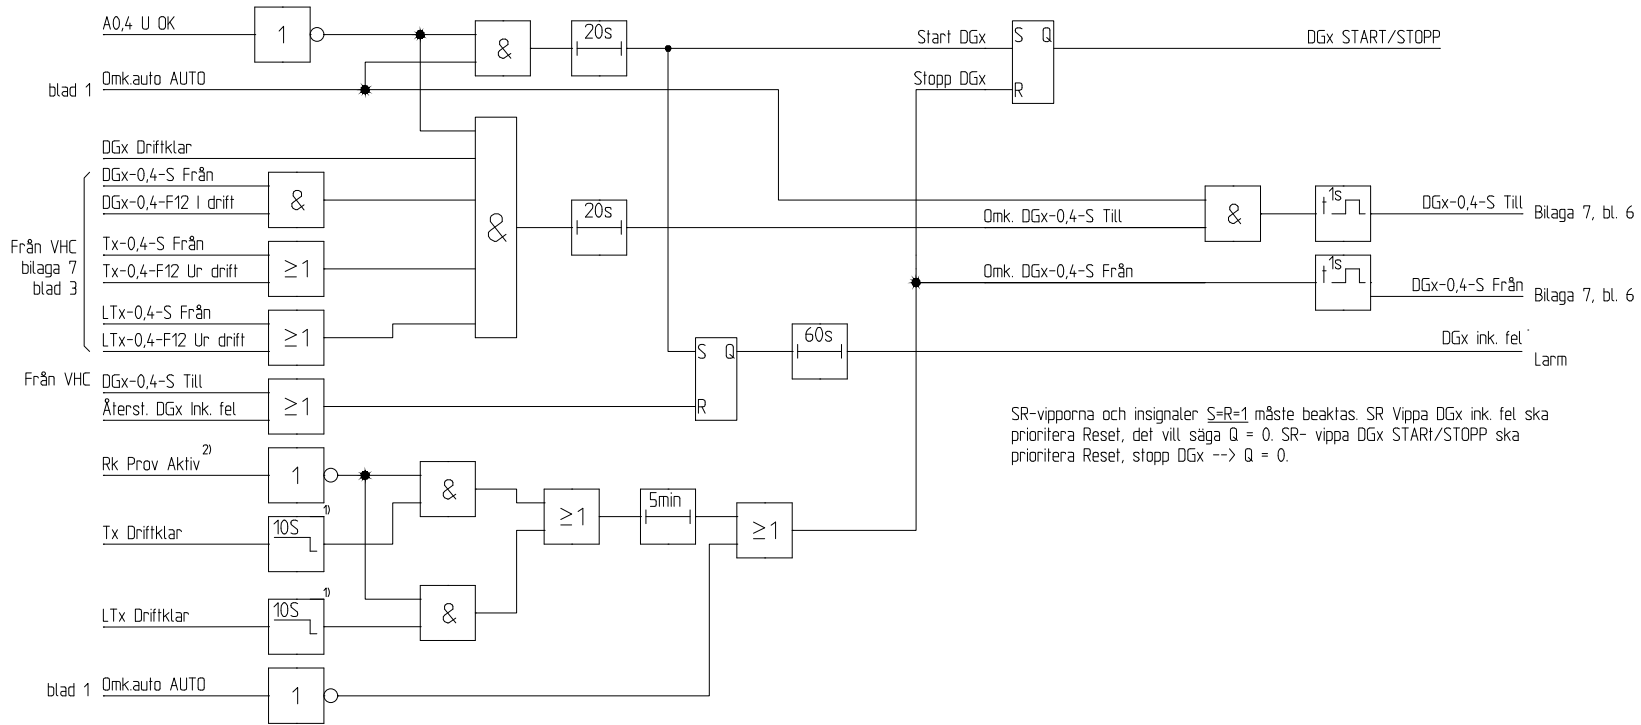 A0,4 U OK
1
&
20s
Start DGx
S Q
DGx START/STOPP
blad 1
Omk.auto AUTO
Stopp DGx
R
DGx Driftklar
DGx-0,4-S Från
&
DGx-0,4-F12 I drift
&
20s
Omk. DGx-0,4-S Till
&
t 1s
DGx-0,4-S Till
Bilaga 7, bl. 6
Från VHC
bilaga 7
blad 3
Tx-0,4-S Från
≥1
Tx-0,4-F12 Ur drift
Omk. DGx-0,4-S Från
t 1s
DGx-0,4-S Från
Bilaga 7, bl. 6
LTx-0,4-S Från
≥1
LTx-0,4-F12 Ur drift
S Q
R
60s
DGx ink. fel
Larm
Från VHC
DGx-0,4-S Till
≥1
Återst. DGx Ink. fel
SR-vipporna och insignaler S=R=1 måste beaktas. SR Vippa DGx ink. fel ska
prioritera Reset, det vill säga Q = 0. SR- vippa DGx STARt/STOPP ska
prioritera Reset, stopp DGx --> Q = 0.
Rk Prov Aktiv 2)
1
&
≥1
5min
≥1
Tx Driftklar
10S
1)
LTx Driftklar
10S
1)
&
blad 1
Omk.auto AUTO
1